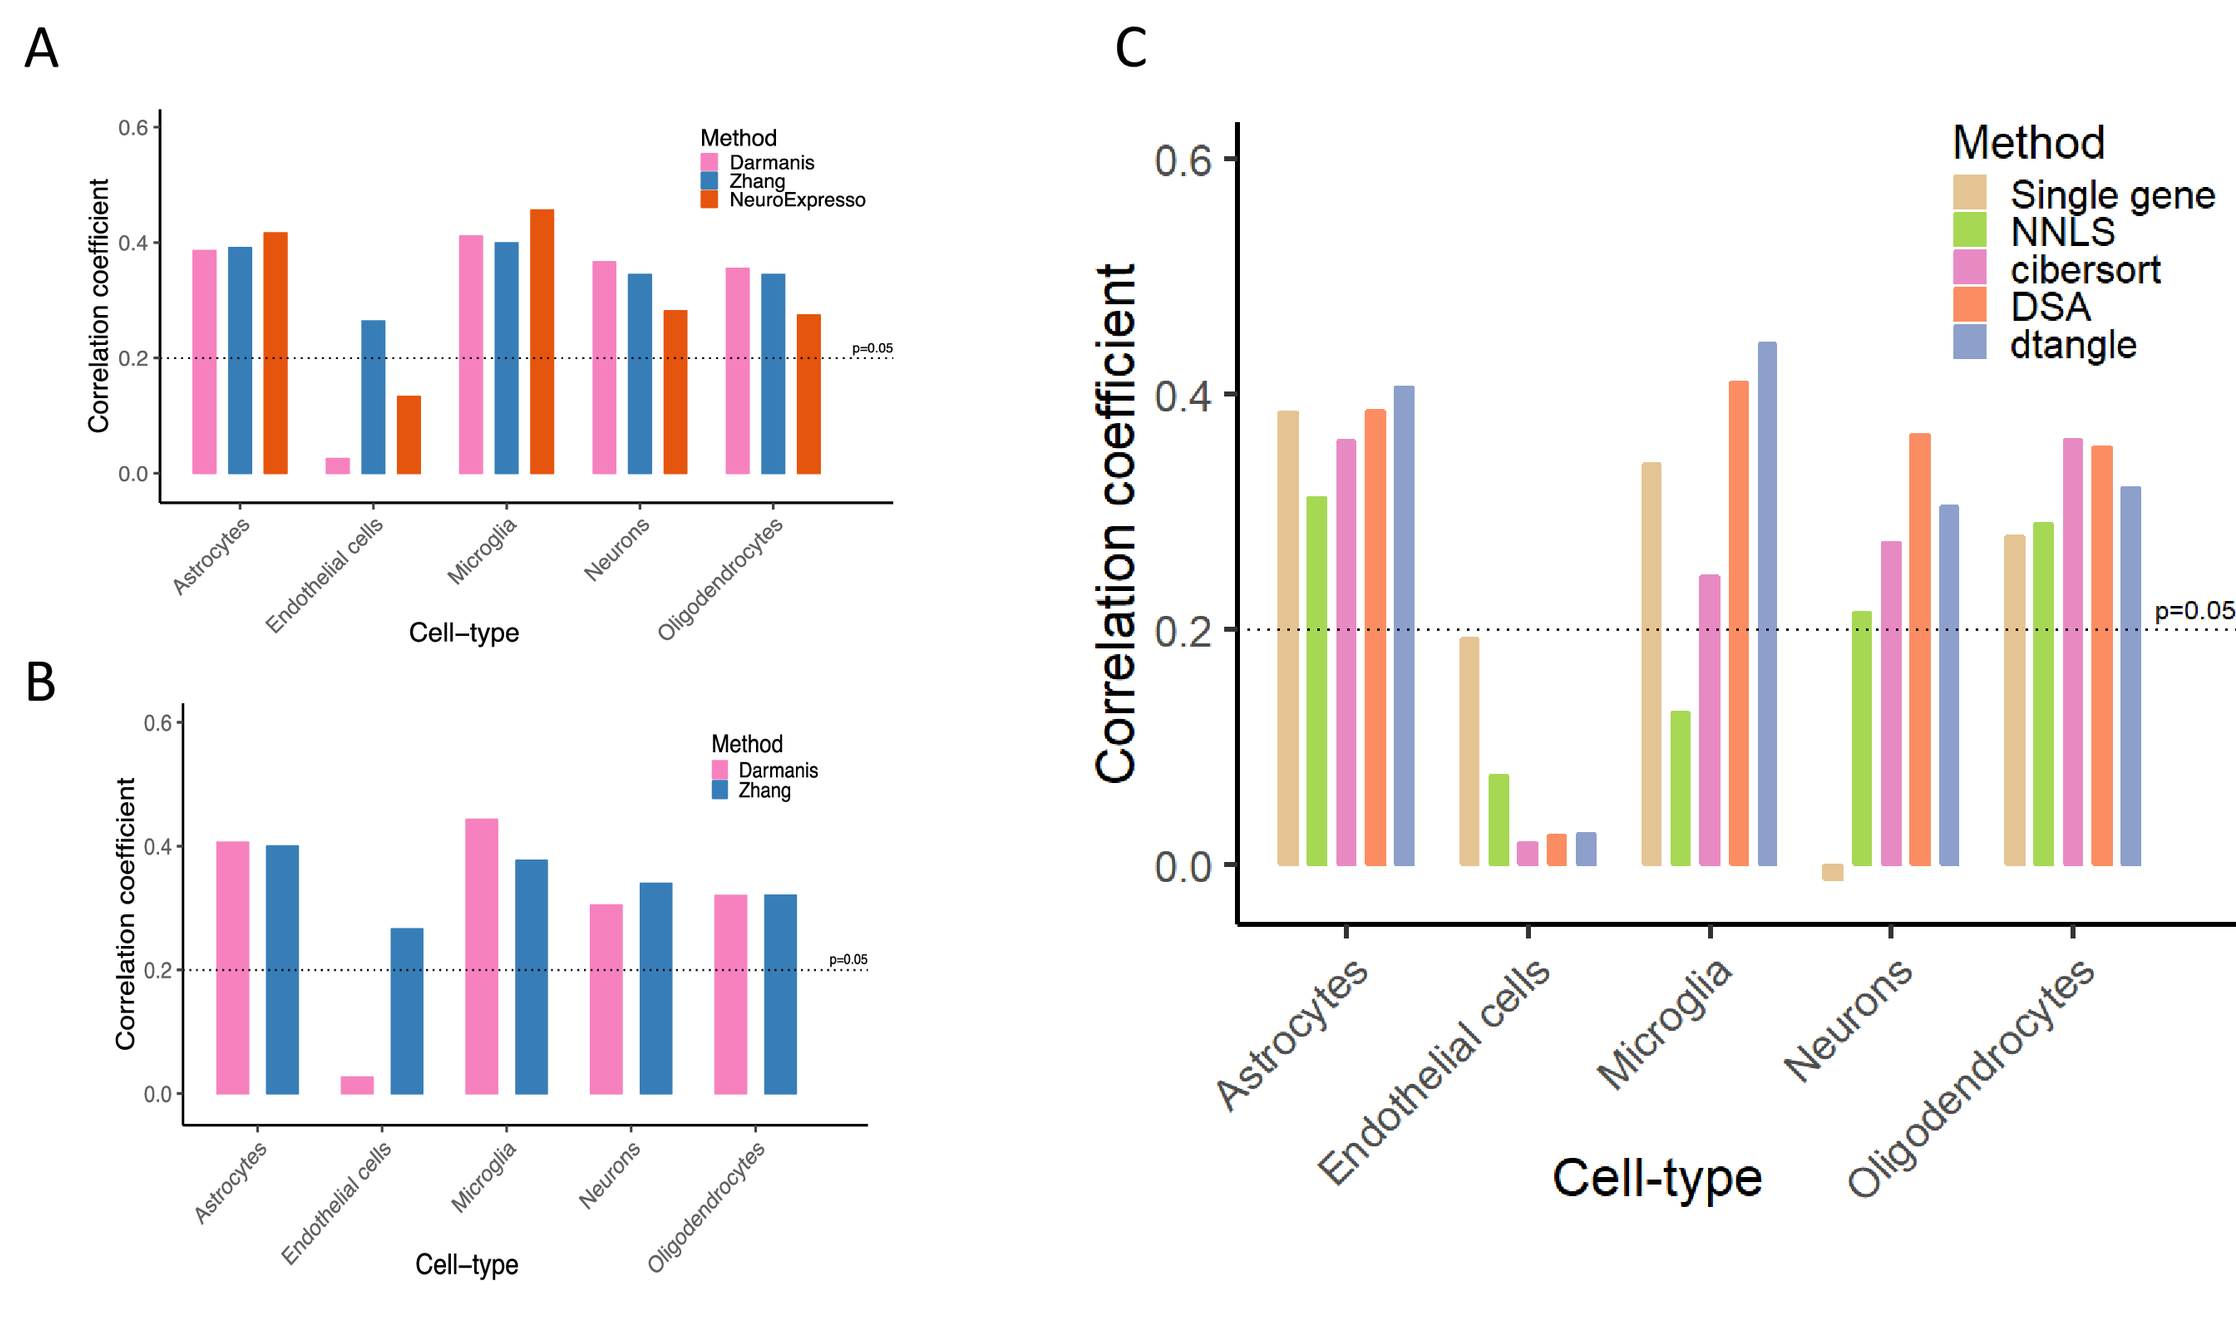 A
0.6
0.4
0.2
0.0
Correlation coefficient
Method
Darmanis
Zhang
NeuroExpresso
p=0.05
Astrocytes
Endothelial cells
Microglia
Neurons
Oligodendrocytes
Cell−type
B
0.6
0.4
0.2
0.0
Correlation coefficient
Method
Darmanis
Zhang
p=0.05
Astrocytes
Endothelial cells
Microglia
Neurons
Oligodendrocytes
Cell−type
C
0.6
0.4
0.2
0.0
Correlation coefficient
Method
Single gene
NNLS
cibersort
DSA
dtangle
p=0.05
Astrocytes
Endothelial cells
Microglia
Neurons
Oligodendrocytes
Cell-type